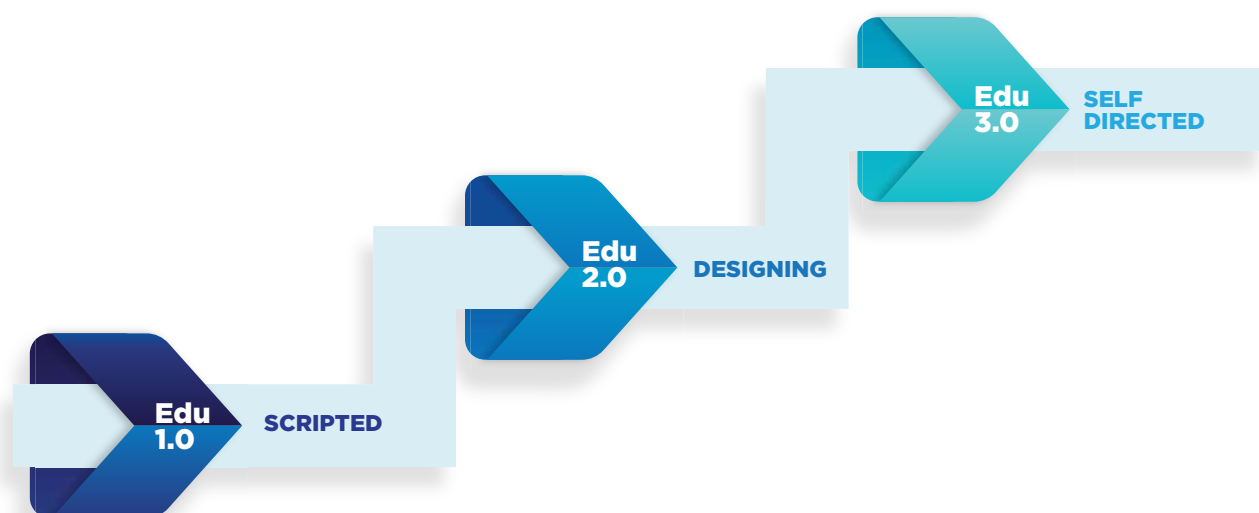 Edu
3.0
SELF
DIRECTED
Edu
2.0
DESIGNING
Edu
1.0
SCRIPTED